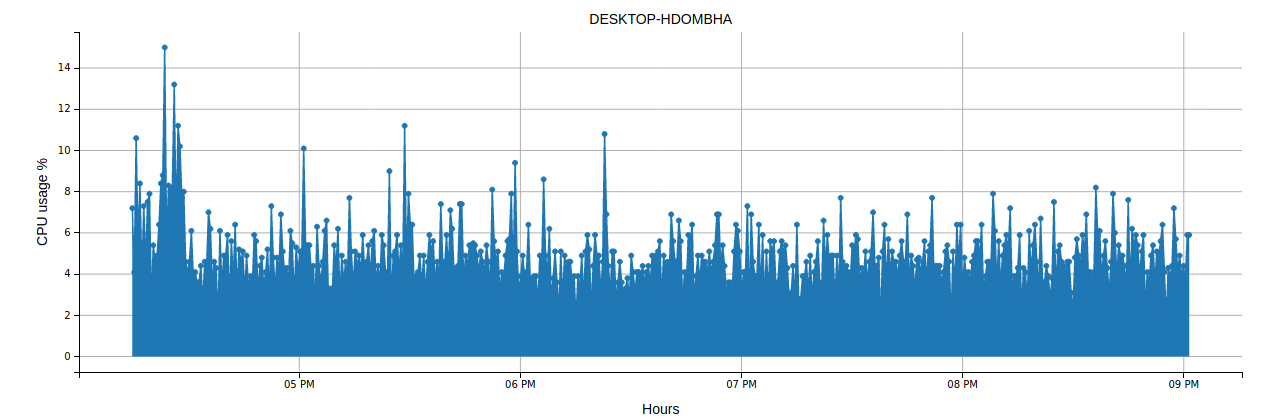 DESKTOP-HDOMBHA
CPU usage %
14
12
10
8
6
4
2
0
05 PM
06 PM
07 PM
08 PM
09 PM
Hours